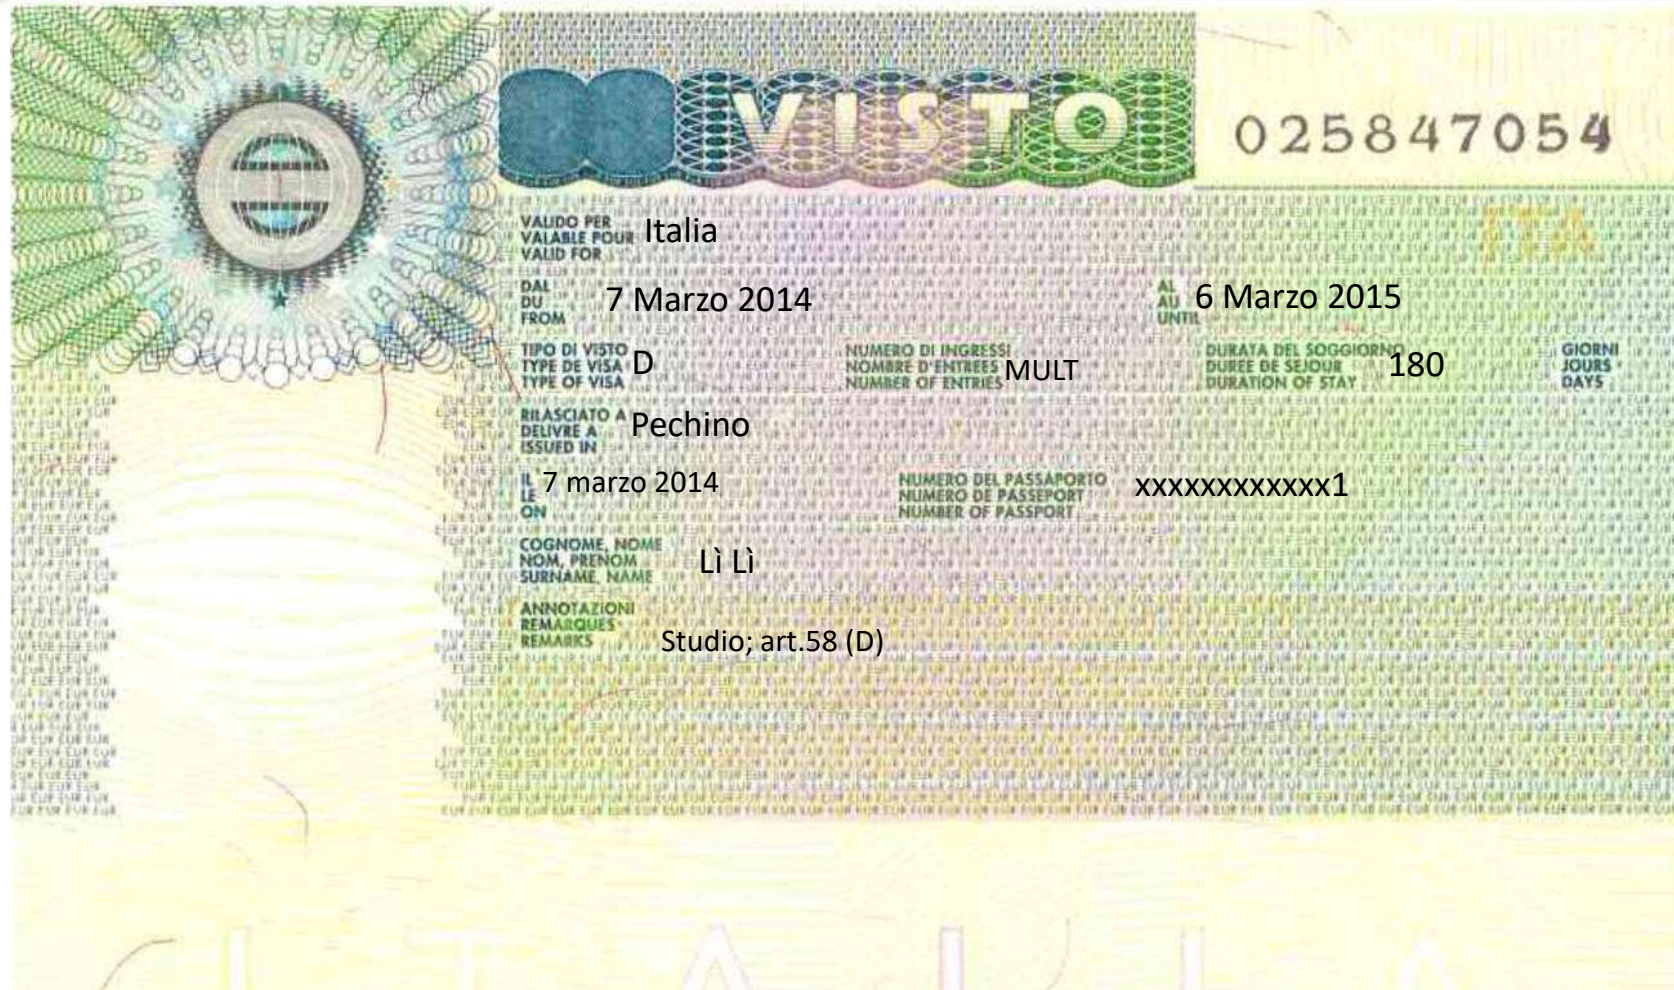 VISTO
025847054
ITA
VALIDO PER
VALABLE POUR Italia
VALID FOR
DAL
DU 7 Marzo 2014
FROM
AL
AU 6 Marzo 2015
UNTIL
TIPO DI VISTO
TYPE DE VISA D
TYPE OF VISA
NUMERO DI INGRESSI
NOMBRE D'ENTREES MULT
NUMBER OF ENTRIES
DURATA DEL SOGGIORNO
DUREE DE SEJOUR 180
DURATION OF STAY
GIORNI
JOURS
DAYS
RILASCIATO A
DELIVRE A Pechino
ISSUED IN
IL 7 marzo 2014
LE
ON
NUMERO DEL PASSAPORTO
NUMERO DE PASSEPORT xxxxxxxxxxxx1
NUMBER OF PASSPORT
COGNOME, NOME
NOM, PRENOM Lì Lì
SURNAME, NAME
ANNOTAZIONI
REMARQUES
REMARKS Studio; art.58 (D)
ITALIA